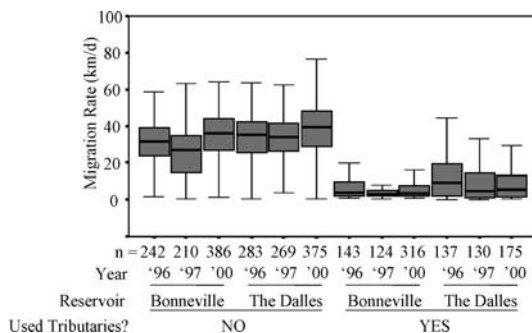 Migration Rate (km/d)
100
80
60
40
20
0
n = 242 210 386 283 269 375 143 124 316 137 130 175
Year '96 '97 '00 '96 '97 '00 '96 '97 '00 '96 '97 '00
Reservoir Bonneville The Dalles Bonneville The Dalles
Used Tributaries? NO YES